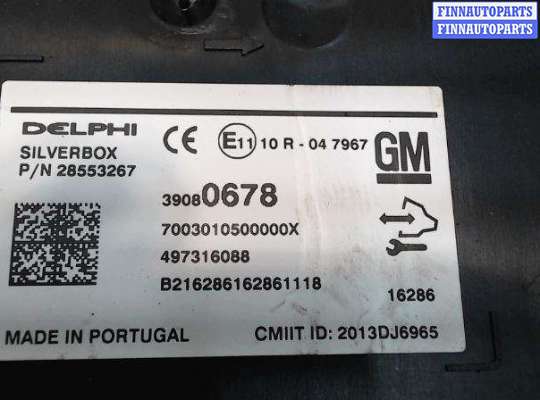 FINNAUTOPARTS
FINNAUTOPARTS
DELPHI
SILVERBOX
P/N 28553267
CE
E11 10 R - 04 7967
GM
39080678
7003010500000X
497316088
B216286162861118
16286
MADE IN PORTUGAL
CMIIT ID: 2013DJ6965